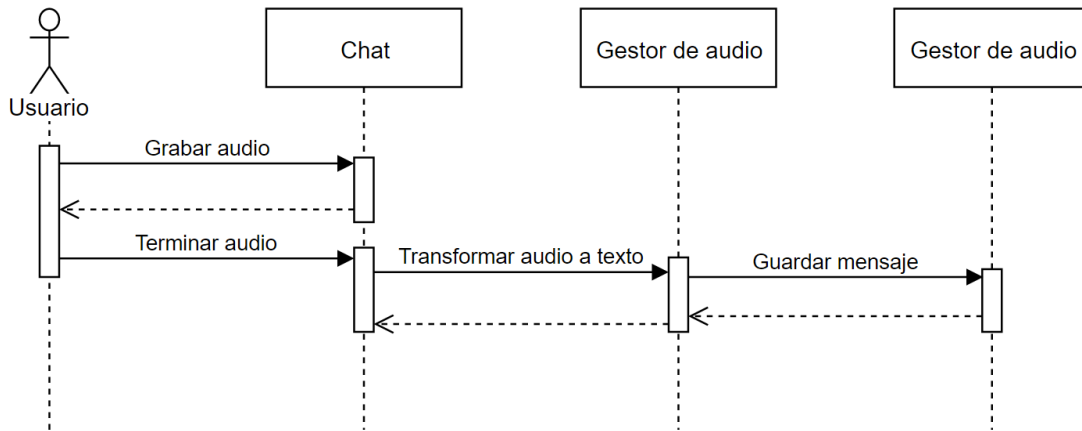 Usuario
Chat
Gestor de audio
Gestor de audio
Grabar audio
Terminar audio
Transformar audio a texto
Guardar mensaje